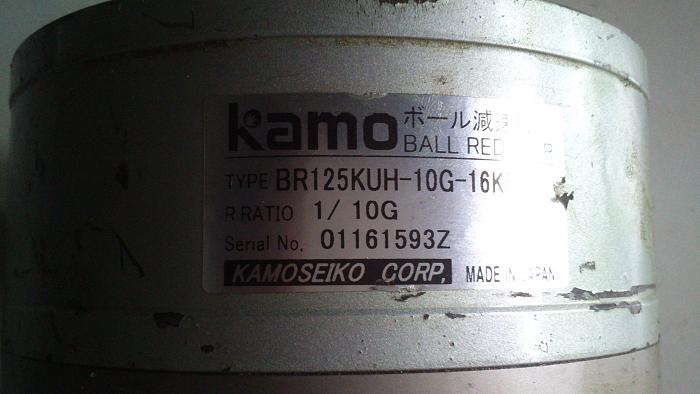 kamo ボール減速
BALL RED R
TYPE BR125KUH-10G-16K
R RATIO 1/ 10G
Serial No. 01161593Z
KAMOSEIKO CORP. MADE IN JAPAN